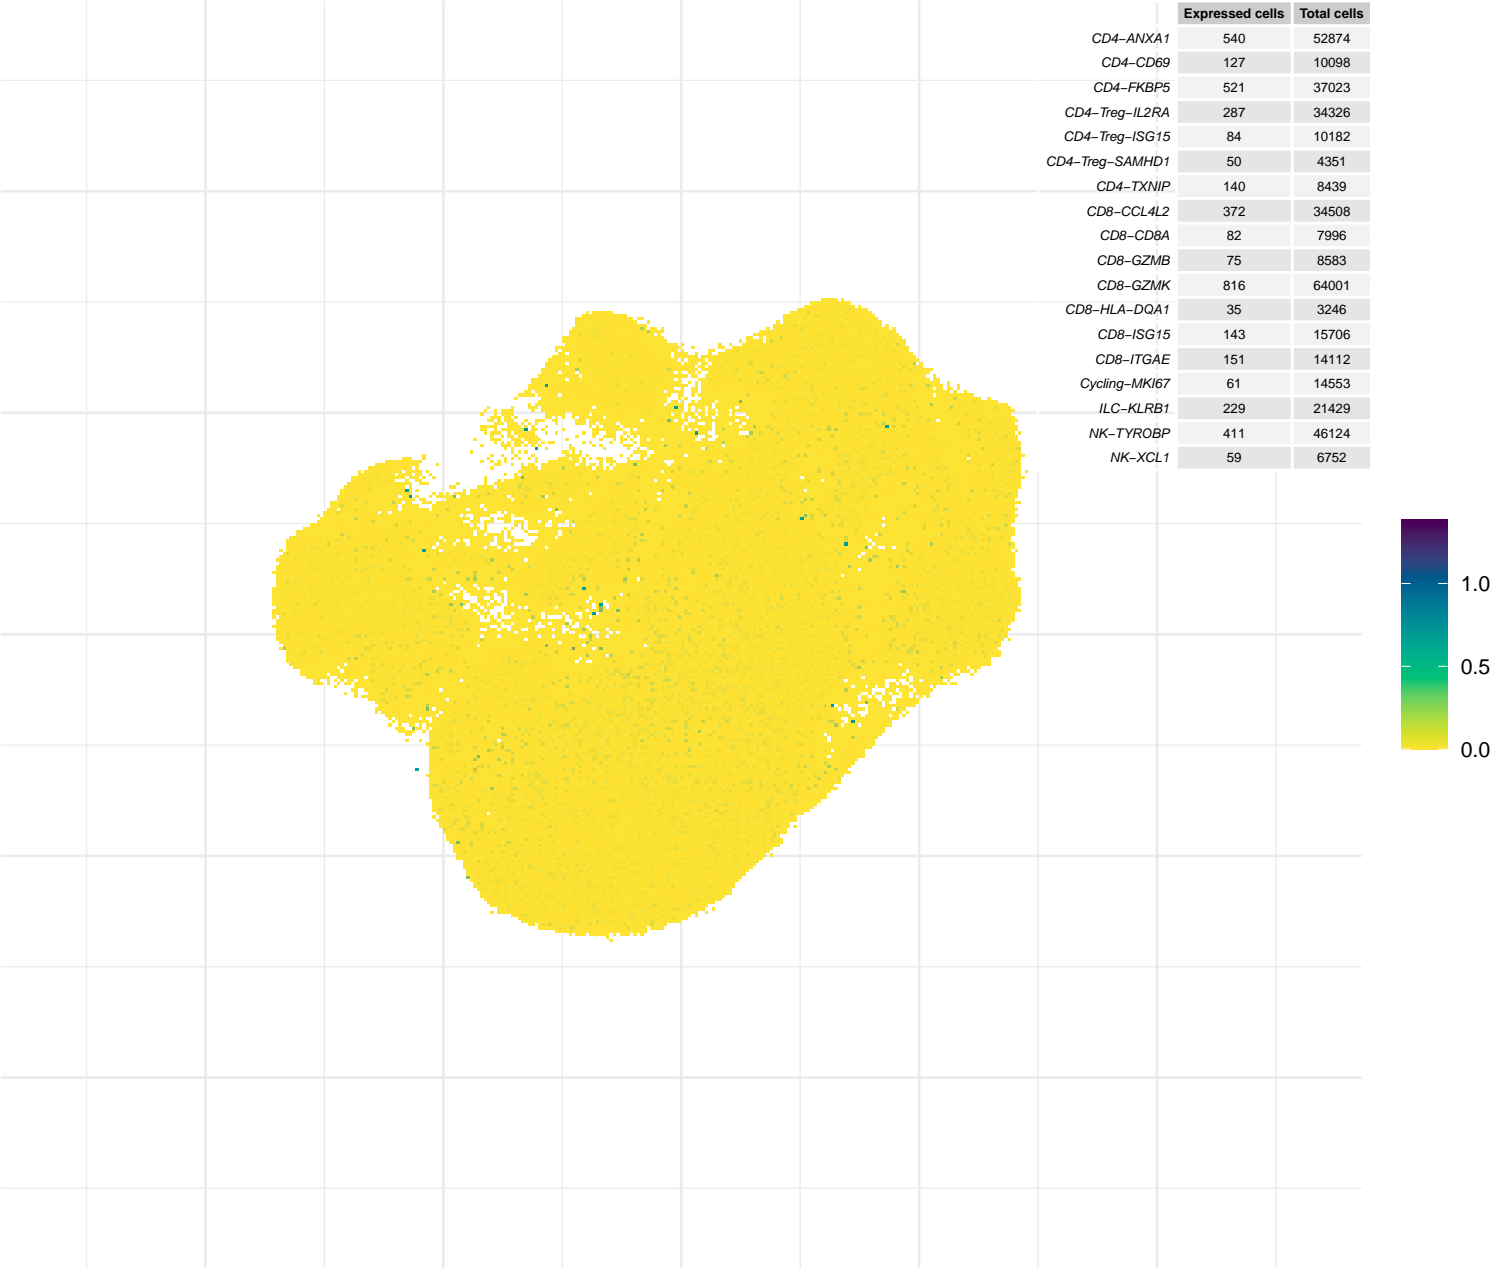 Expressed cells Total cells
CD4−ANXA1 540 52874
CD4−CD69 127 10098
CD4−FKBP5 521 37023
CD4−Treg−IL2RA 287 34326
CD4−Treg−ISG15 84 10182
CD4−Treg−SAMHD1 50 4351
CD4−TXNIP 140 8439
CD8−CCL4L2 372 34508
CD8−CD8A 82 7996
CD8−GZMB 75 8583
CD8−GZMK 816 64001
CD8−HLA−DQA1 35 3246
CD8−ISG15 143 15706
CD8−ITGAE 151 14112
Cycling−MKI67 61 14553
ILC−KLRB1 229 21429
NK−TYROBP 411 46124
NK−XCL1 59 6752
1.0
0.5
0.0